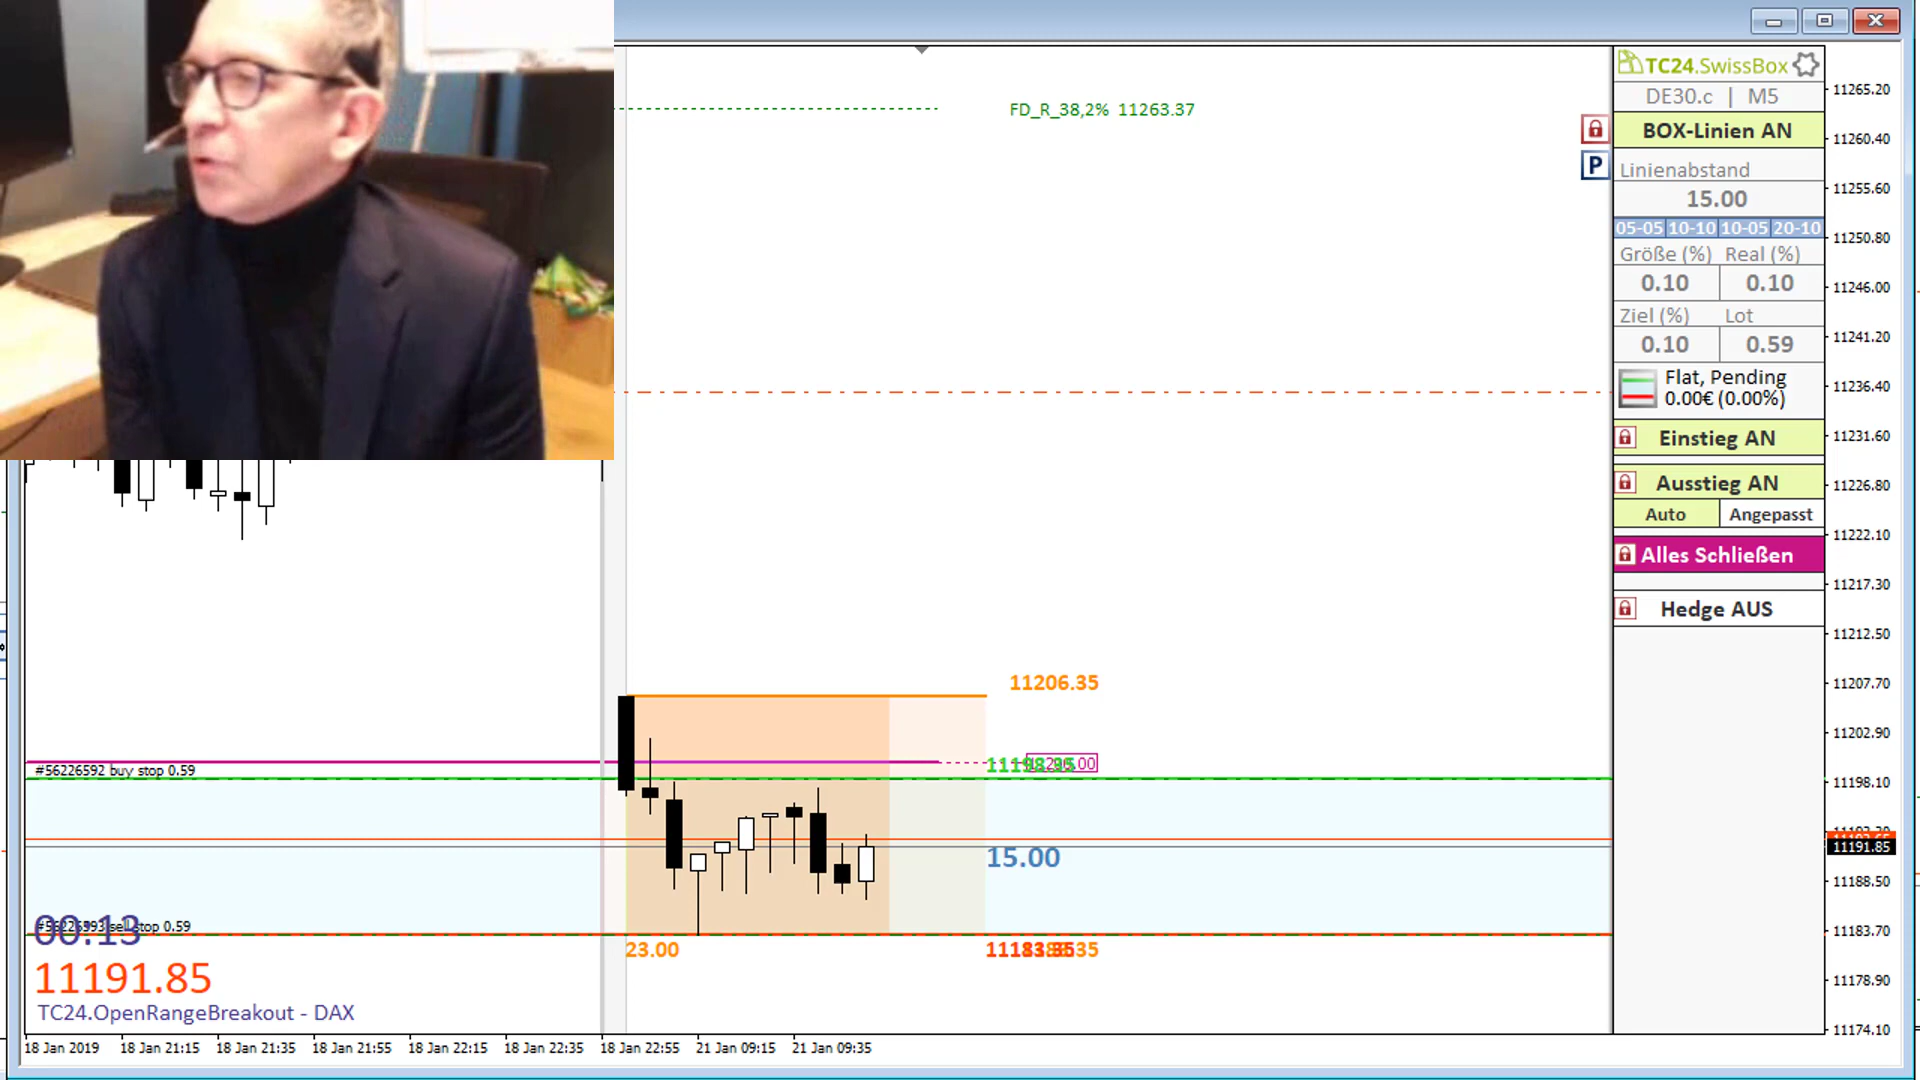 TC24.SwissBox
DE30.c | M5
BOX-Linien AN
Linienabstand
15.00
05-05 10-10 10-05 20-10
Größe (%) Real (%)
0.10 0.10
Ziel (%) Lot
0.10 0.59
Flat, Pending
0.00€ (0.00%)
Einstieg AN
Ausstieg AN
Auto Angepasst
Alles Schließen
Hedge AUS
P
FD_R_38,2% 11263.37
11265.20
11260.40
11255.60
11250.80
11246.00
11241.20
11236.40
11231.60
11226.80
11222.10
11217.30
11212.50
11207.70
11202.90
11198.10
11191.85
11188.50
11183.70
11178.90
11174.10
11206.35
#56226592 buy stop 0.59
15.00
00:13
23.00
11191.85
TC24.OpenRangeBreakout - DAX
18 Jan 2019 18 Jan 21:15 18 Jan 21:35 18 Jan 21:55 18 Jan 22:15 18 Jan 22:35 18 Jan 22:55 21 Jan 09:15 21 Jan 09:35